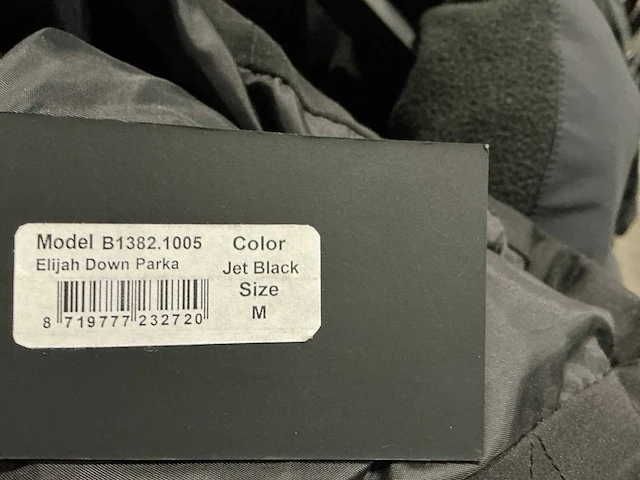 Model B1382.1005
Elijah Down Parka
8 719777 232720
Color
Jet Black
Size
M